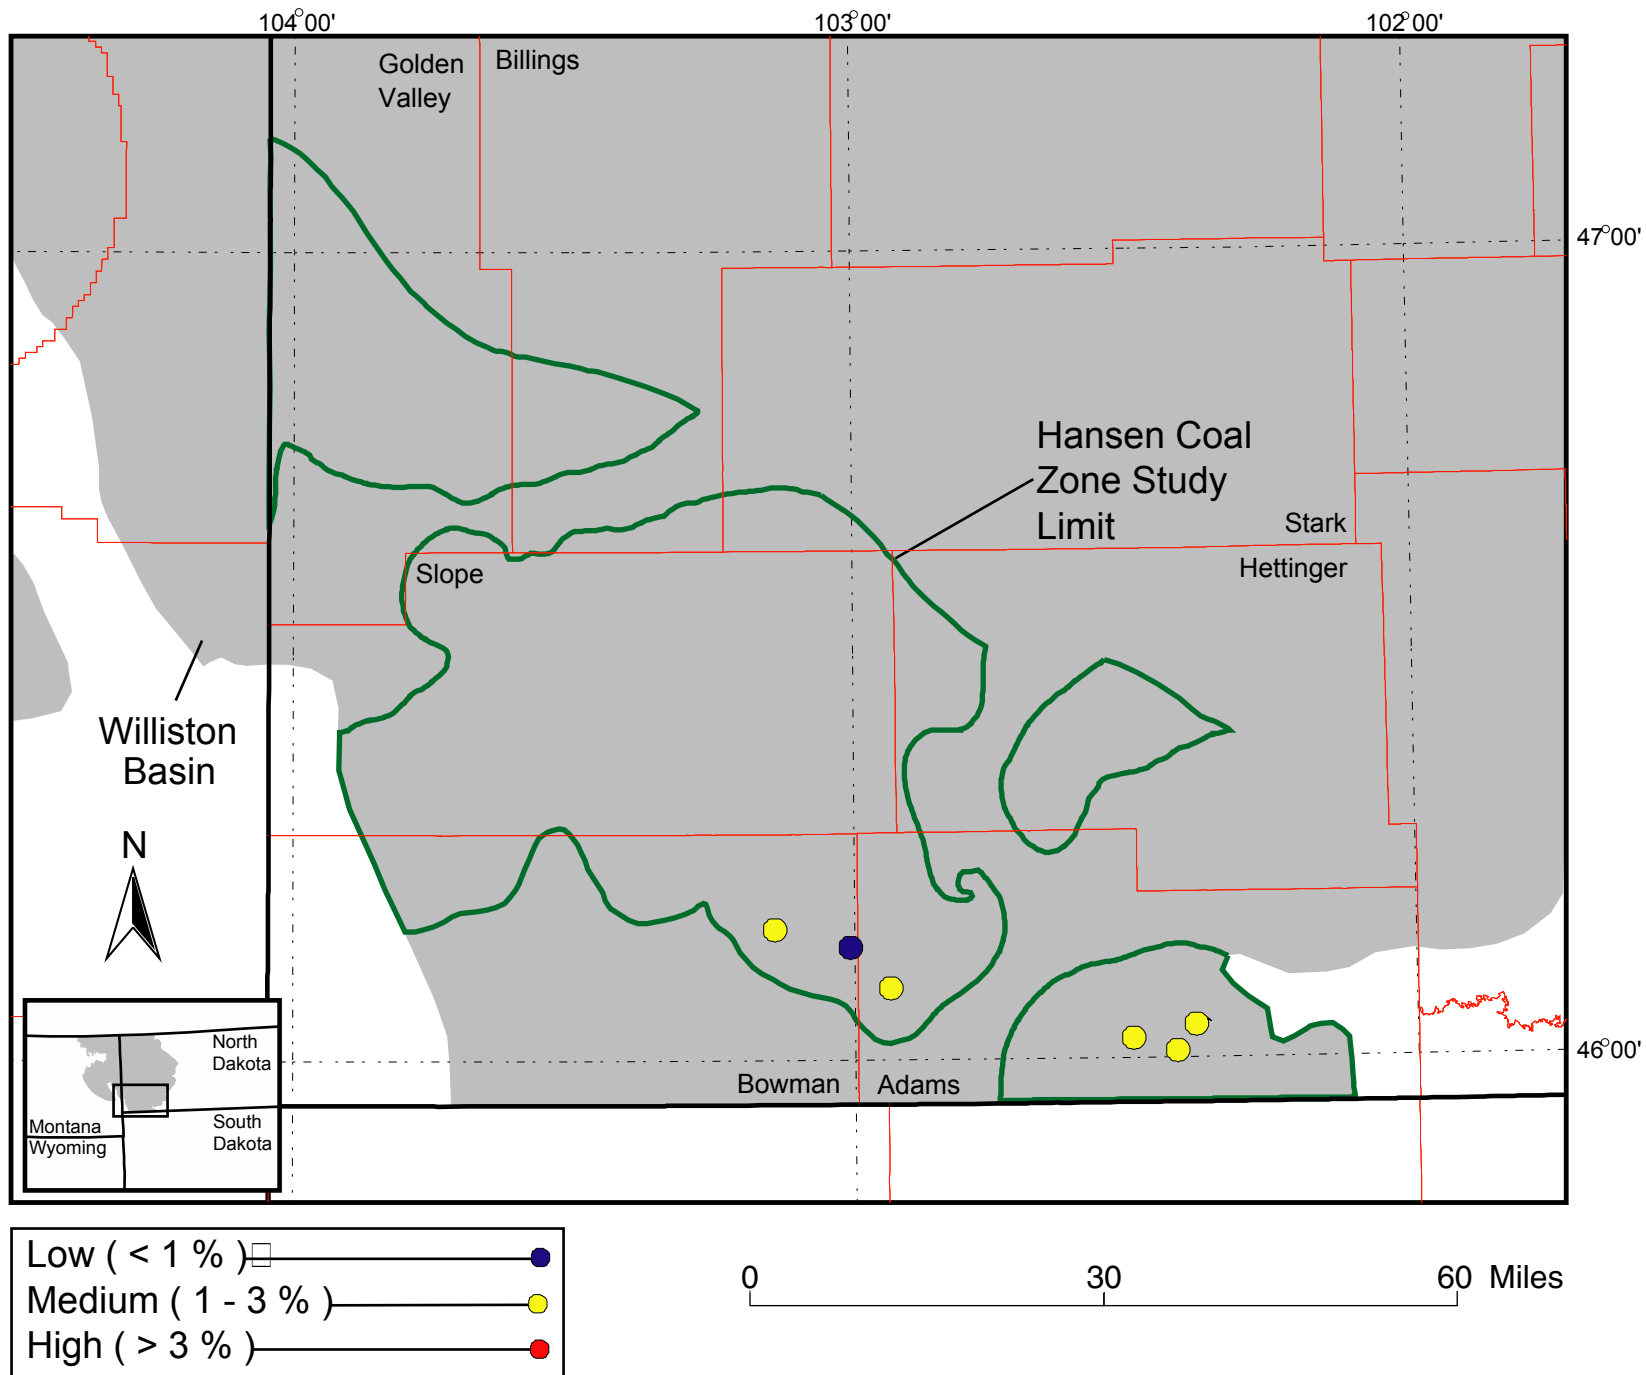 104°00'
103°00'
102°00'
Golden
Valley
Billings
47°00'
Hansen Coal
Zone Study
Limit
Stark
Slope
Hettinger
Williston
Basin
N
46°00'
Bowman
Adams
North
Dakota
South
Dakota
Montana
Wyoming
Low ( < 1 % )□
Medium ( 1 - 3 % )
High ( > 3 % )
0
30
60 Miles